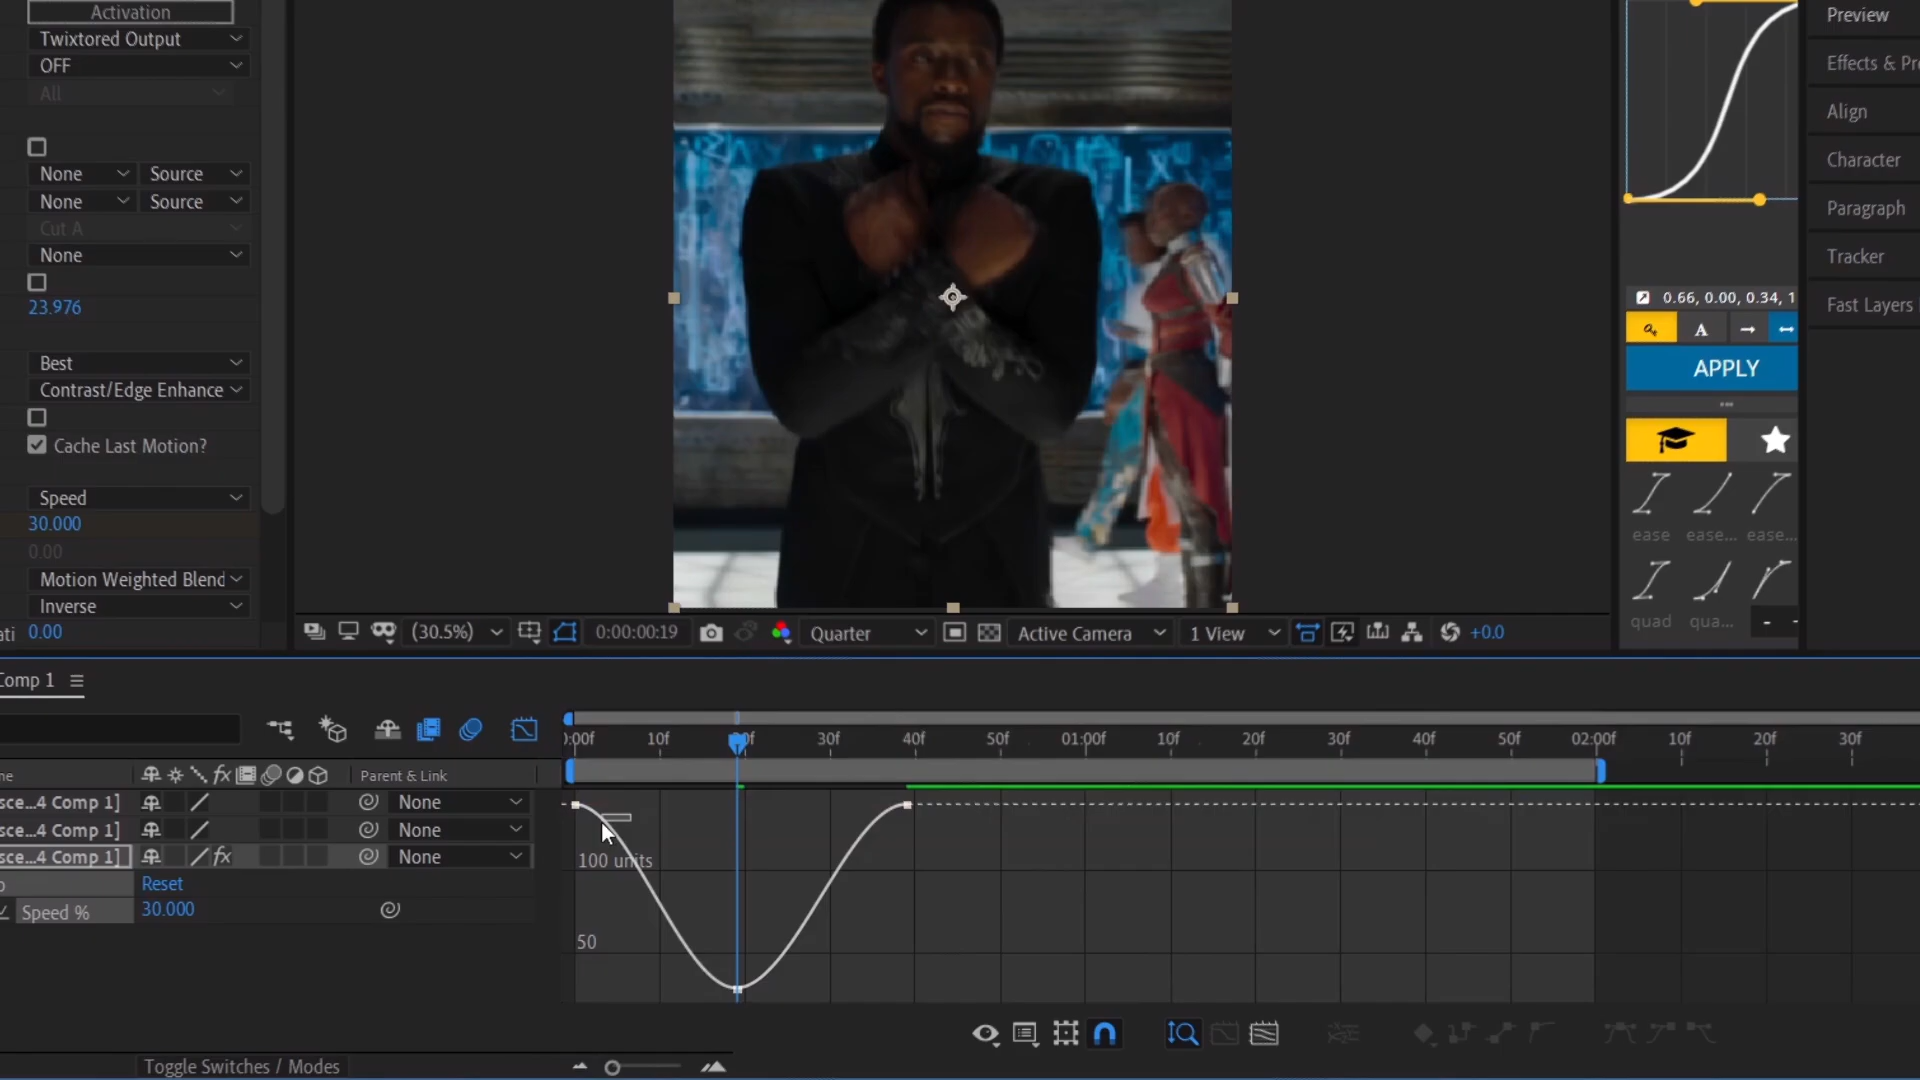 Activation
Twixtored Output
OFF
All
None Source
None Source
Cut A
None
23.976
Best
Contrast/Edge Enhance
Cache Last Motion?
Speed
30.000
0.00
Motion Weighted Blend
Inverse
ati 0.00
(30.5%) 0:00:00:19 Quarter Active Camera 1 View +0.0
0.66, 0.00, 0.34, 1
A
APPLY
ease ease... ease...
quad qua...
Preview
Effects & Pr
Align
Character
Paragraph
Tracker
Fast Layers
Comp 1
):00f 10f 0f 30f 40f 50f 01:00f 10f 20f 30f 40f 50f 02:00f 10f 20f 30f
ne fx Parent & Link
sce...4 Comp 1] None
sce...4 Comp 1] None
sce...4 Comp 1] fx None
o Reset
Speed % 30.000
100 units
50
Toggle Switches / Modes